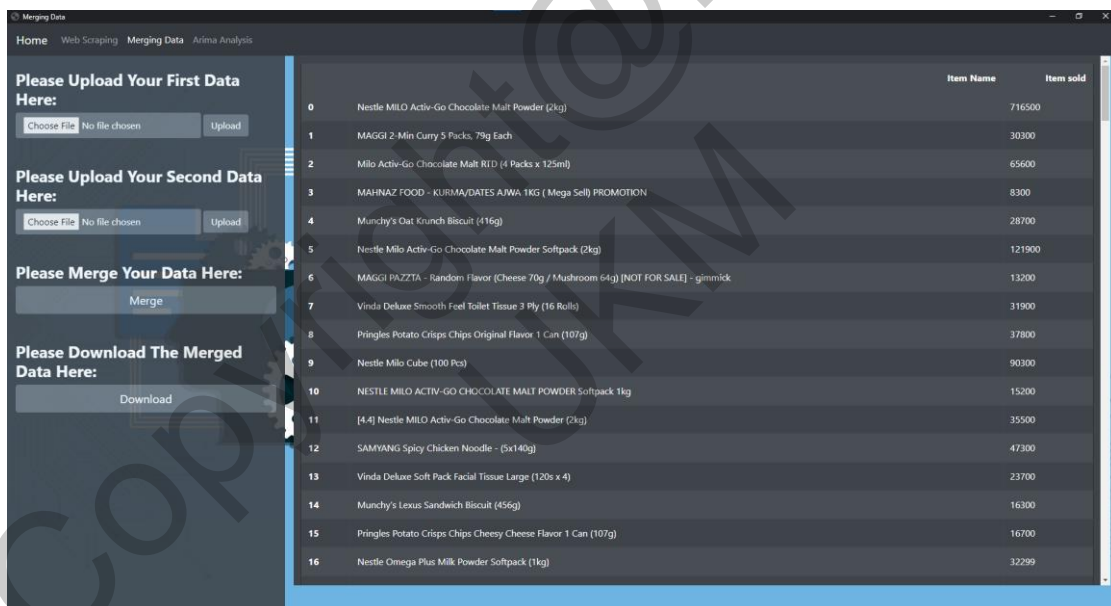 Merging Data
Home Web Scraping Merging Data Arima Analysis
Please Upload Your First Data
Here:
Choose File No file chosen Upload
Please Upload Your Second Data
Here:
Choose File No file chosen Upload
Please Merge Your Data Here:
Merge
Please Download The Merged
Data Here:
Download
Item Name Item sold
0 Nestle MILO Activ-Go Chocolate Malt Powder (2kg) 716500
1 MAGGI 2-Min Curry 5 Packs, 79g Each 30300
2 Milo Activ-Go Chocolate Malt RTD (4 Packs x 125ml) 65600
3 MAHNAZ FOOD - KURMA/DATES AJWA 1KG ( Mega Sell) PROMOTION 8300
4 Munchy's Oat Krunch Biscuit (416g) 28700
5 Nestle Milo Activ-Go Chocolate Malt Powder Softpack (2kg) 121900
6 MAGGI PAZZTA - Random Flavor (Cheese 70g / Mushroom 64g) [NOT FOR SALE] - gimmick 13200
7 Vinda Deluxe Smooth Feel Toilet Tissue 3 Ply (16 Rolls) 31900
8 Pringles Potato Crisps Chips Original Flavor 1 Can (107g) 37800
9 Nestle Milo Cube (100 Pcs) 90300
10 NESTLE MILO ACTIV-GO CHOCOLATE MALT POWDER Softpack 1kg 15200
11 [4.4] Nestle MILO Activ-Go Chocolate Malt Powder (2kg) 35500
12 SAMYANG Spicy Chicken Noodle - (5x140g) 47300
13 Vinda Deluxe Soft Pack Facial Tissue Large (120s x 4) 23700
14 Munchy's Lexus Sandwich Biscuit (456g) 16300
15 Pringles Potato Crisps Chips Cheesy Cheese Flavor 1 Can (107g) 16700
16 Nestle Omega Plus Milk Powder Softpack (1kg) 32299
Copyright@
UKM